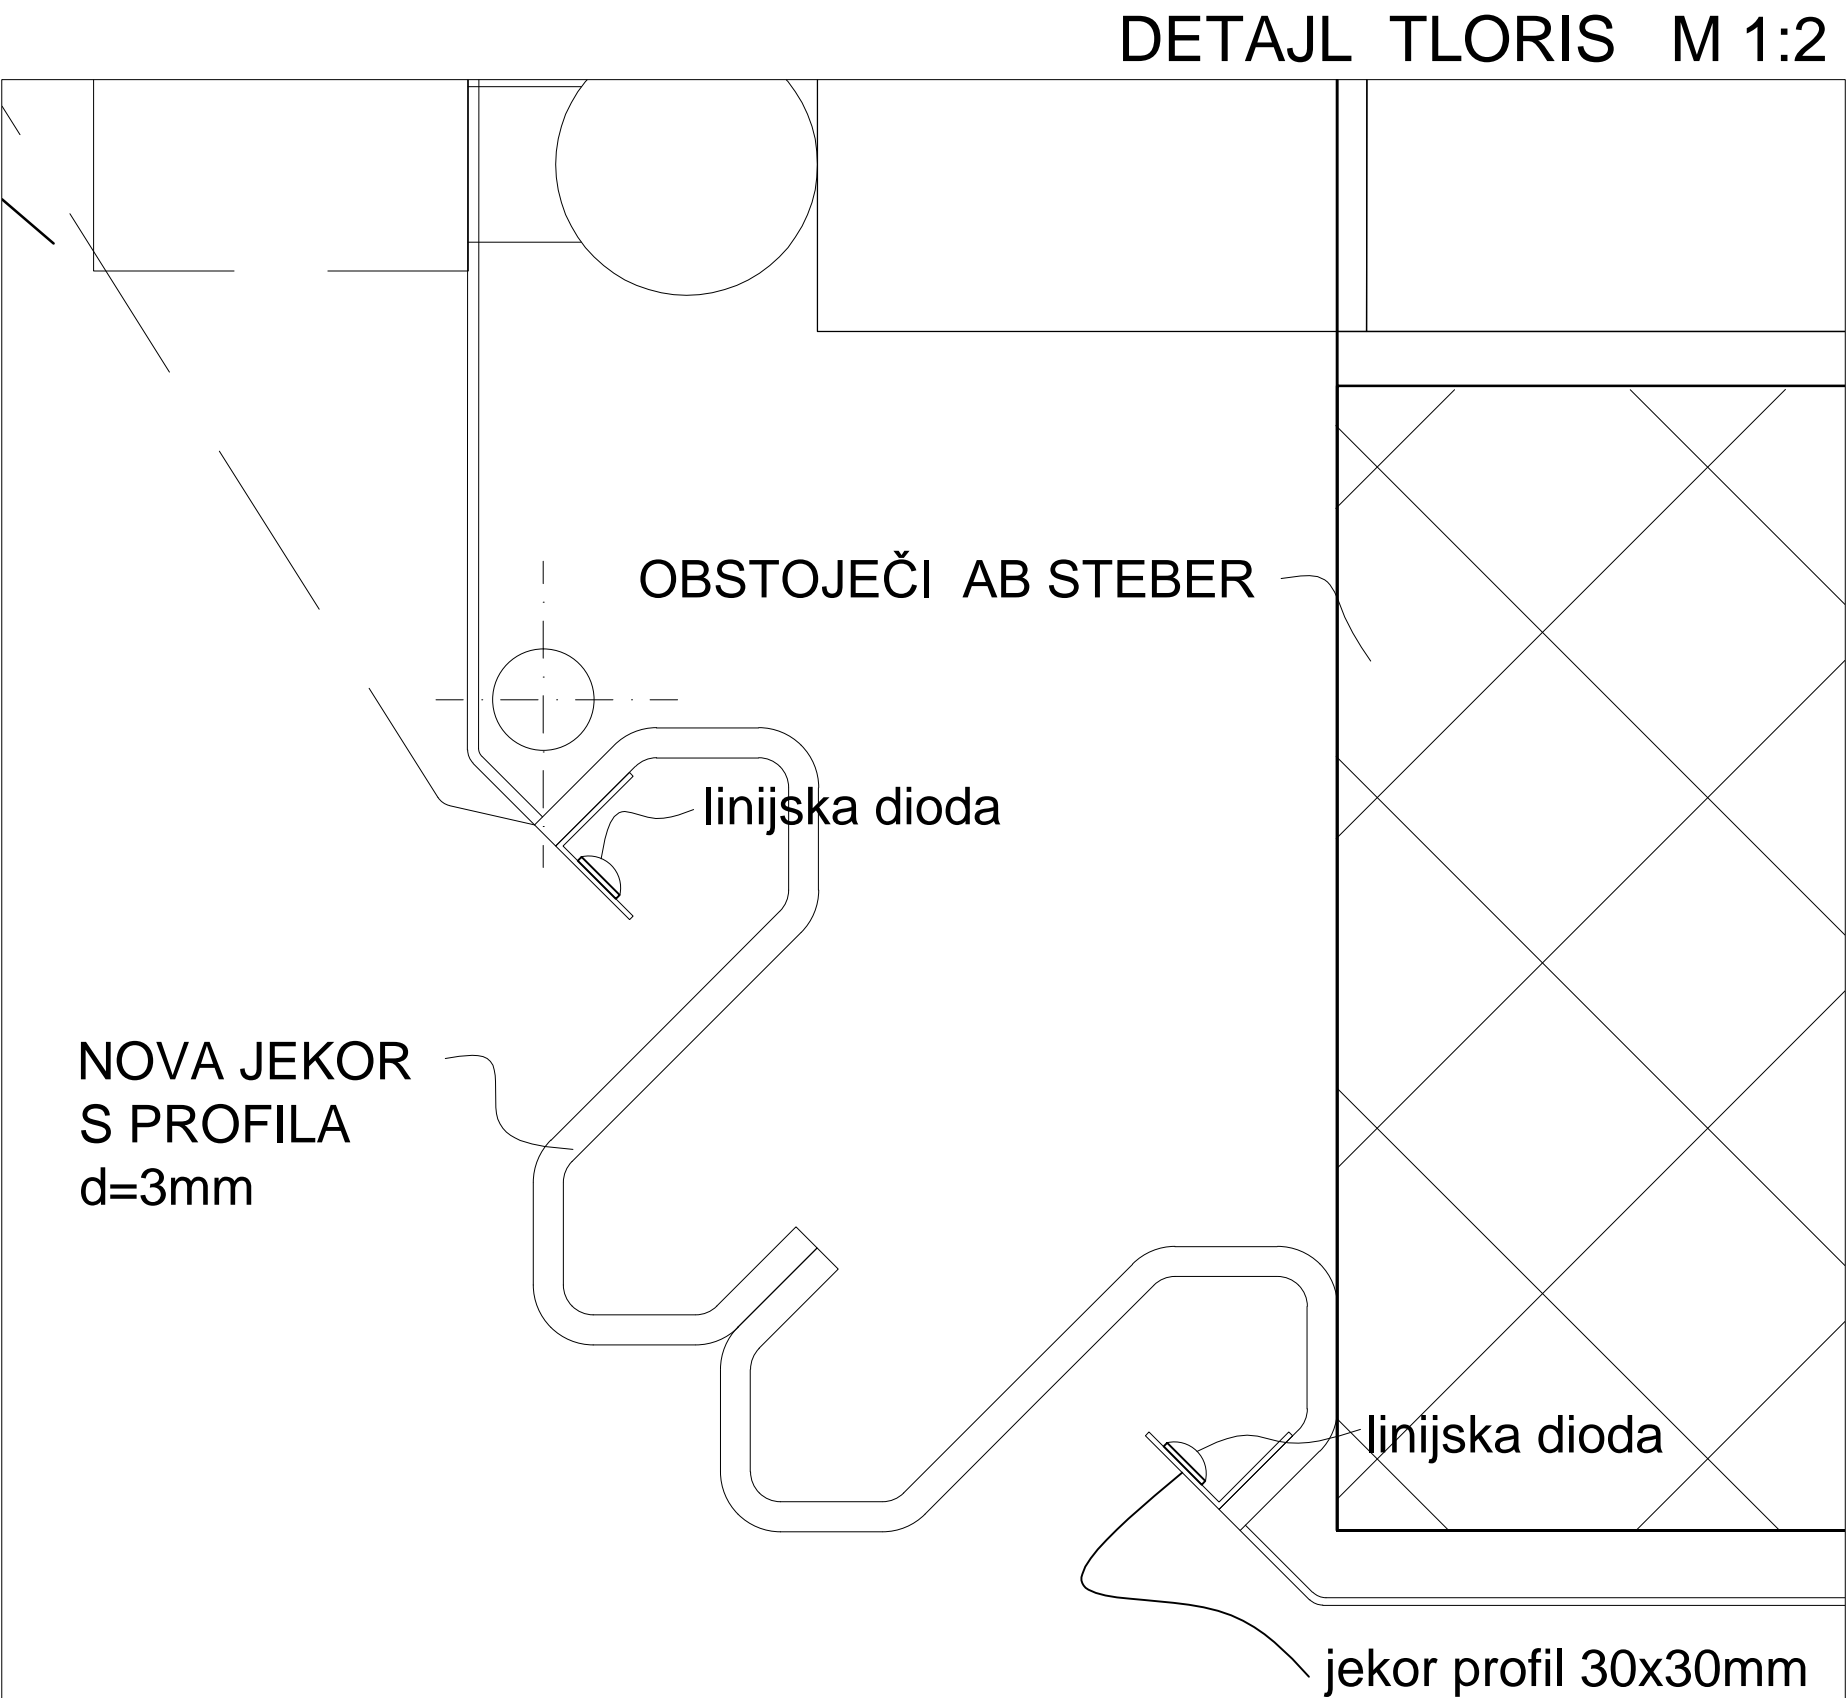 DETAJL TLORIS M 1:2
OBSTOJEČI AB STEBER
linijska dioda
NOVA JEKOR
S PROFILA
d=3mm
linijska dioda
jekor profil 30x30mm